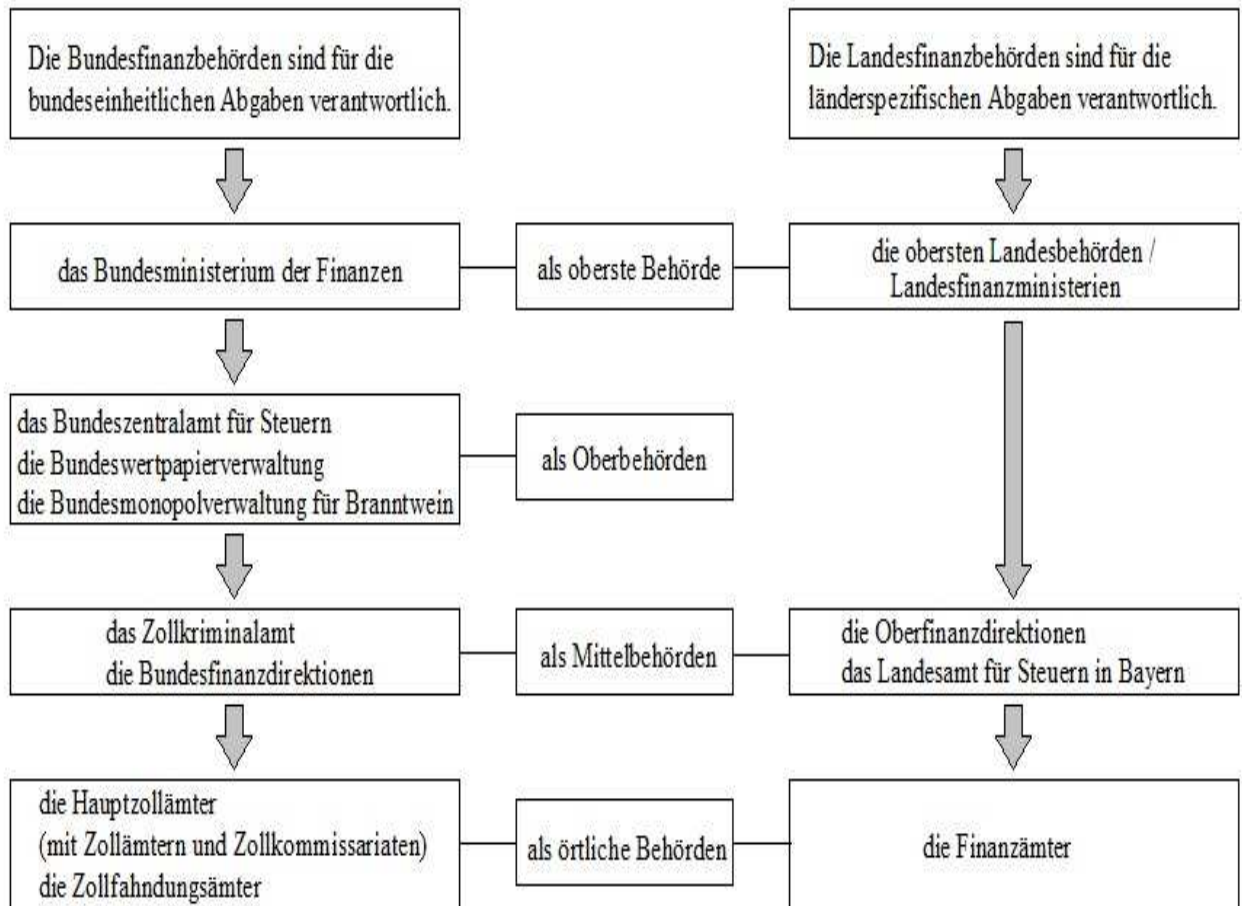 Die Bundesfinanzbehörden sind für die
bundeseinheitlichen Abgaben verantwortlich.
Die Landesfinanzbehörden sind für die
länderspezifischen Abgaben verantwortlich.
das Bundesministerium der Finanzen
als oberste Behörde
die obersten Landesbehörden /
Landesfinanzministerien
das Bundeszentralamt für Steuern
die Bundeswertpapierverwaltung
die Bundesmonopolverwaltung für Branntwein
als Oberbehörden
das Zollkriminalamt
die Bundesfinanzdirektionen
als Mittelbehörden
die Oberfinanzdirektionen
das Landesamt für Steuern in Bayern
die Hauptzollämter
(mit Zollämtern und Zollkommissariaten)
die Zollfahndungsämter
als örtliche Behörden
die Finanzämter